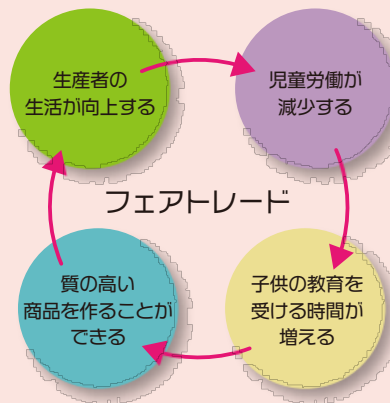 生産者の
生活が向上する
児童労働が
減少する
フェアトレード
質の高い
商品を作ることが
できる
子供の教育を
受ける時間が
増える